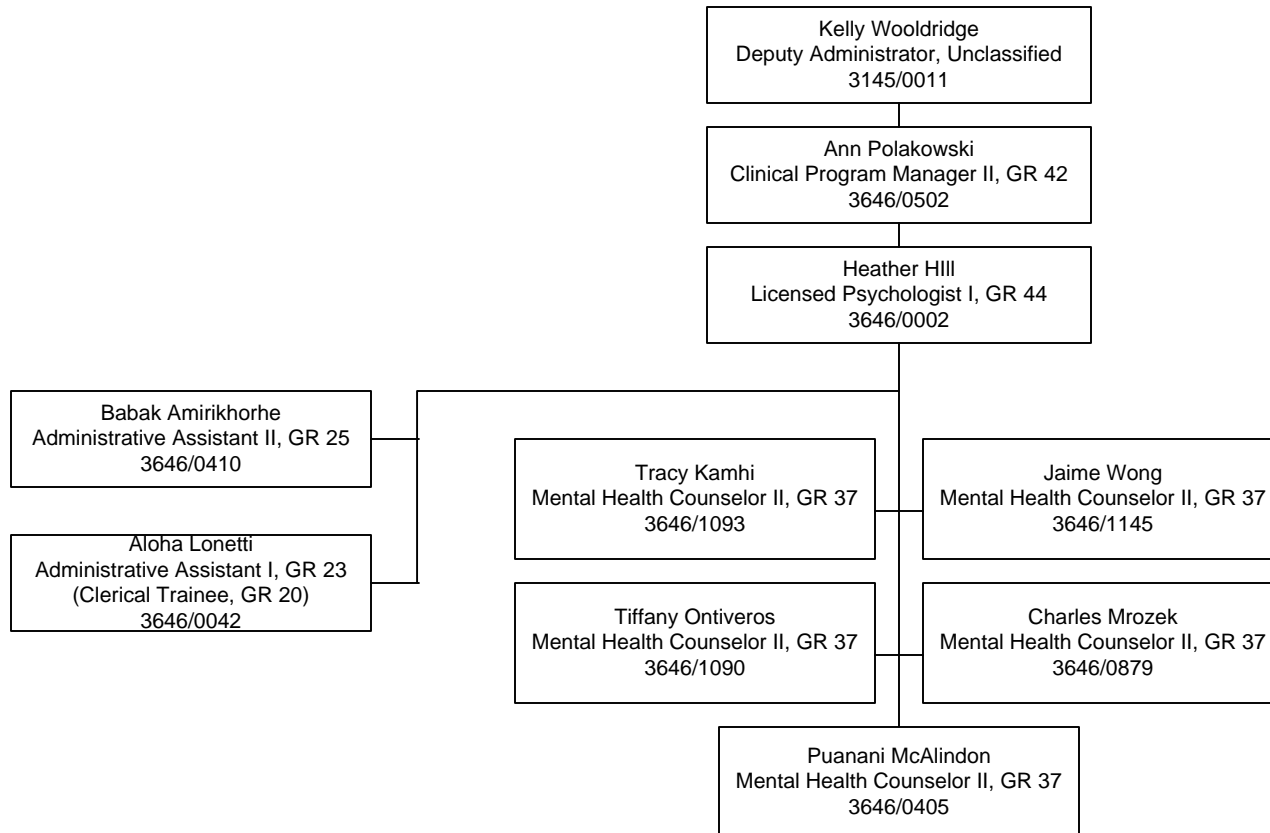 Kelly Wooldridge
Deputy Administrator, Unclassified
3145/0011
Ann Polakowski
Clinical Program Manager II, GR 42
3646/0502
Heather HIll
Licensed Psychologist I, GR 44
3646/0002
Babak Amirikhorhe
Administrative Assistant II, GR 25
3646/0410
Aloha Lonetti
Administrative Assistant I, GR 23
(Clerical Trainee, GR 20)
3646/0042
Tracy Kamhi
Mental Health Counselor II, GR 37
3646/1093
Jaime Wong
Mental Health Counselor II, GR 37
3646/1145
Tiffany Ontiveros
Mental Health Counselor II, GR 37
3646/1090
Charles Mrozek
Mental Health Counselor II, GR 37
3646/0879
Puanani McAlindon
Mental Health Counselor II, GR 37
3646/0405